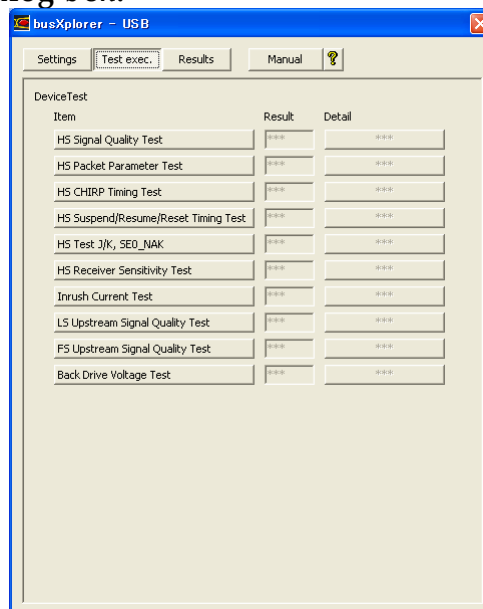 busXplorer - USB
Settings Test exec. Results Manual ?
DeviceTest
Item Result Detail
HS Signal Quality Test *** ***
HS Packet Parameter Test *** ***
HS CHIRP Timing Test *** ***
HS Suspend/Resume/Reset Timing Test *** ***
HS Test J/K, SE0_NAK *** ***
HS Receiver Sensitivity Test *** ***
Inrush Current Test *** ***
LS Upstream Signal Quality Test *** ***
FS Upstream Signal Quality Test *** ***
Back Drive Voltage Test *** ***